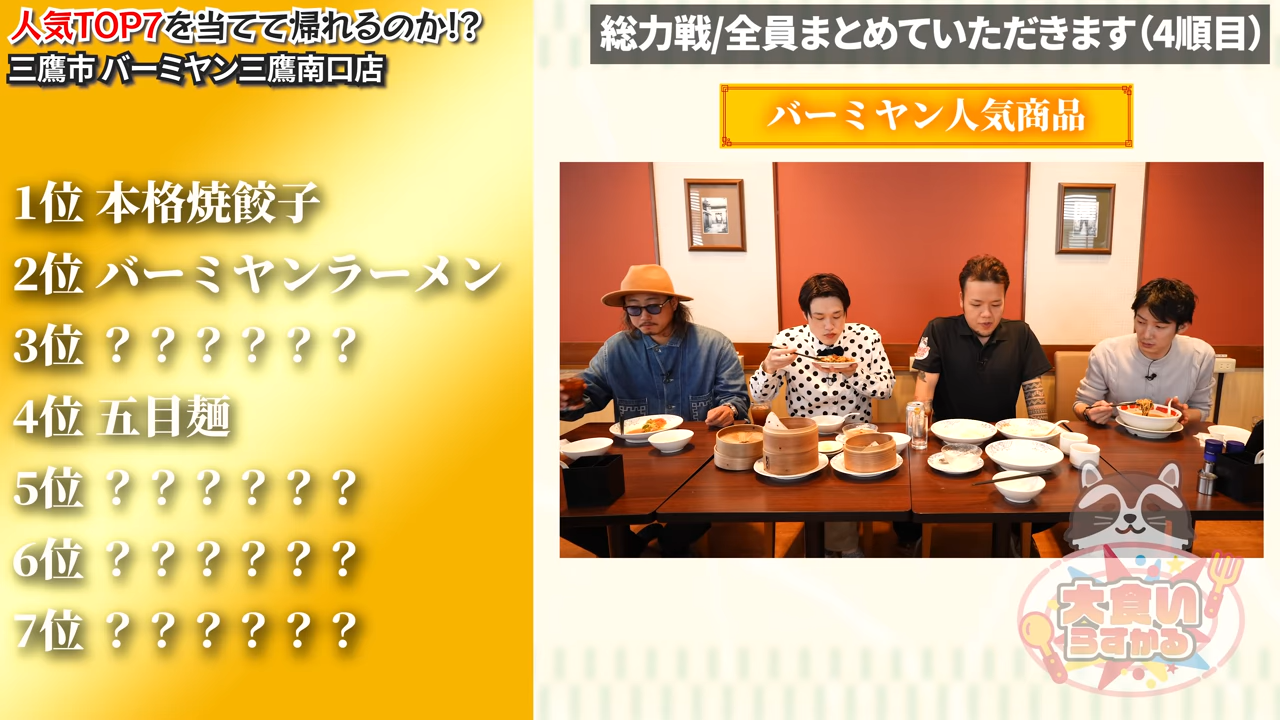 人気TOP7を当てて帰れるのか!?
三鷹市 バーミヤン三鷹南口店
総力戦/全員まとめていただきます(4順目)
バーミヤン人気商品
1位 本格焼餃子
2位 バーミヤンラーメン
3位 ？？？？？？
4位 五目麺
5位 ？？？？？？
6位 ？？？？？？
7位 ？？？？？？
大食い
らすかる